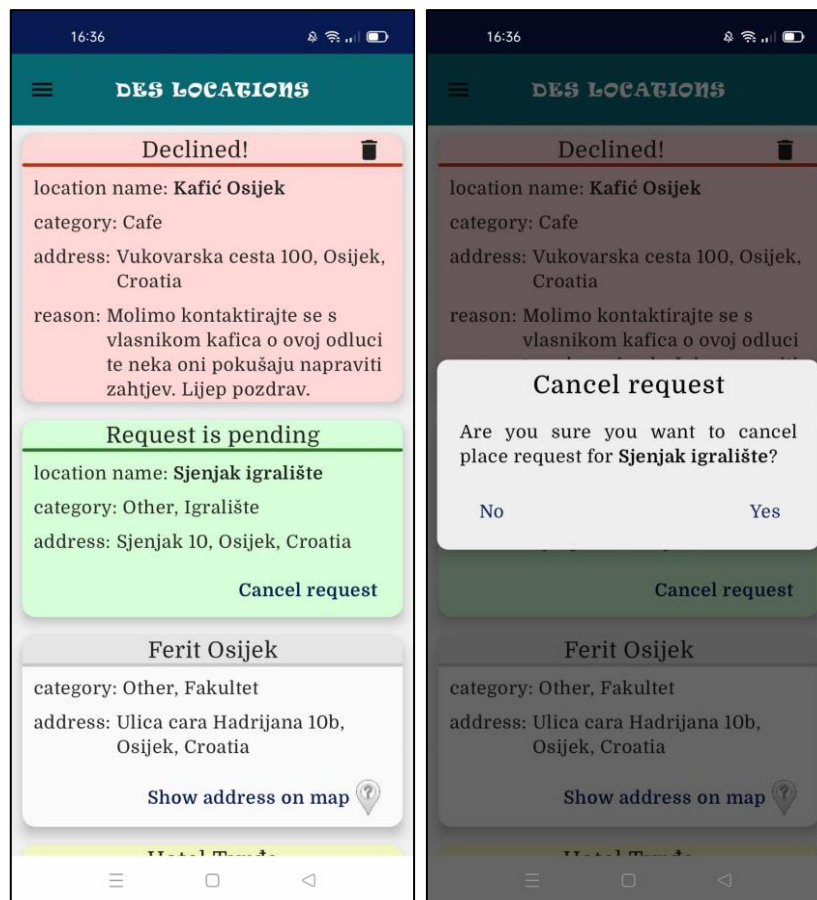 16:36
DES LOCATIONS
Declined!
location name: Kafić Osijek
category: Cafe
address: Vukovarska cesta 100, Osijek,
Croatia
reason: Molimo kontaktirajte se s
vlasnikom kafica o ovoj odluci
te neka oni pokušaju napraviti
zahtjev. Lijep pozdrav.
Request is pending
location name: Sjenjak igralište
category: Other, Igralište
address: Sjenjak 10, Osijek, Croatia
Cancel request
Ferit Osijek
category: Other, Fakultet
address: Ulica cara Hadrijana 10b,
Osijek, Croatia
Show address on map
Hotel
16:36
DES LOCATIONS
Declined!
location name: Kafić Osijek
category: Cafe
address: Vukovarska cesta 100, Osijek,
Croatia
reason: Molimo kontaktirajte se s
vlasnikom kafica o ovoj odluci
Cancel request
Are you sure you want to cancel
place request for Sjenjak igralište?
No Yes
Cancel request
Ferit Osijek
category: Other, Fakultet
address: Ulica cara Hadrijana 10b,
Osijek, Croatia
Show address on map
Hotel